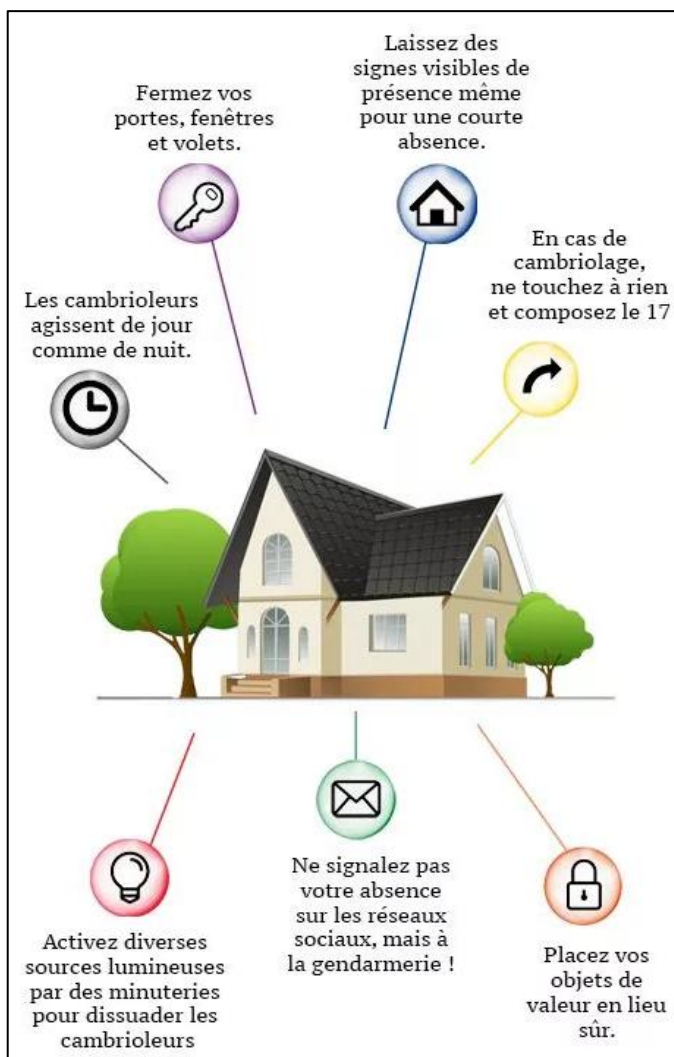 Laissez des
signes visibles de
présence même
pour une courte
absence.
Fermez vos
portes, fenêtres
et volets.
En cas de
cambriolage,
ne touchez à rien
et composez le 17
Les cambrioleurs
agissent de jour
comme de nuit.
Ne signalez pas
votre absence
sur les réseaux
sociaux, mais à
la gendarmerie !
Activez diverses
sources lumineuses
par des minuteries
pour dissuader les
cambrioleurs
Placez vos
objets de
valeur en lieu
sûr.